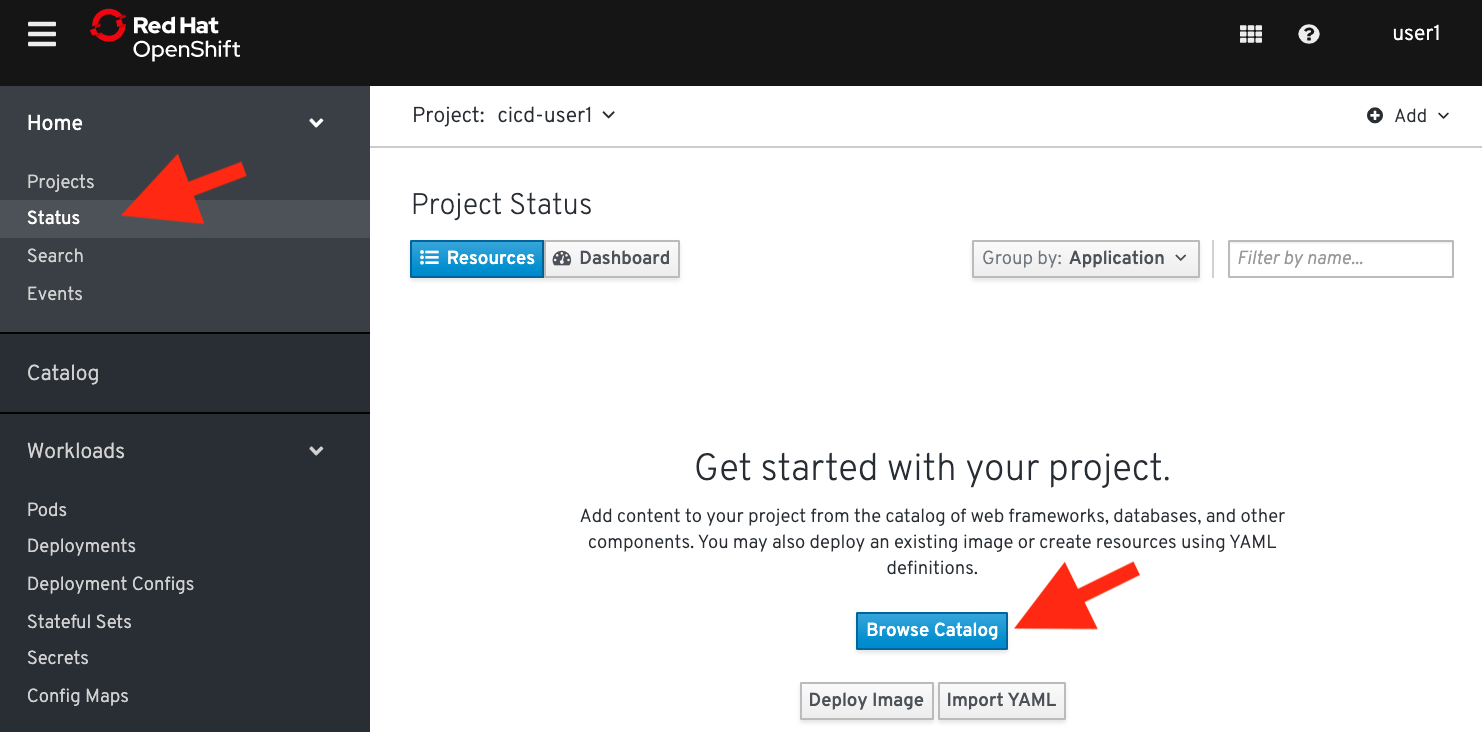 Red Hat
OpenShift
user1
Home
Projects
Status
Search
Events
Catalog
Workloads
Pods
Deployments
Deployment Configs
Stateful Sets
Secrets
Config Maps
Project: cicd-user1
Add
Project Status
Resources
Dashboard
Group by: Application
Filter by name...
Get started with your project.
Add content to your project from the catalog of web frameworks, databases, and other
components. You may also deploy an existing image or create resources using YAML
definitions.
Browse Catalog
Deploy Image
Import YAML